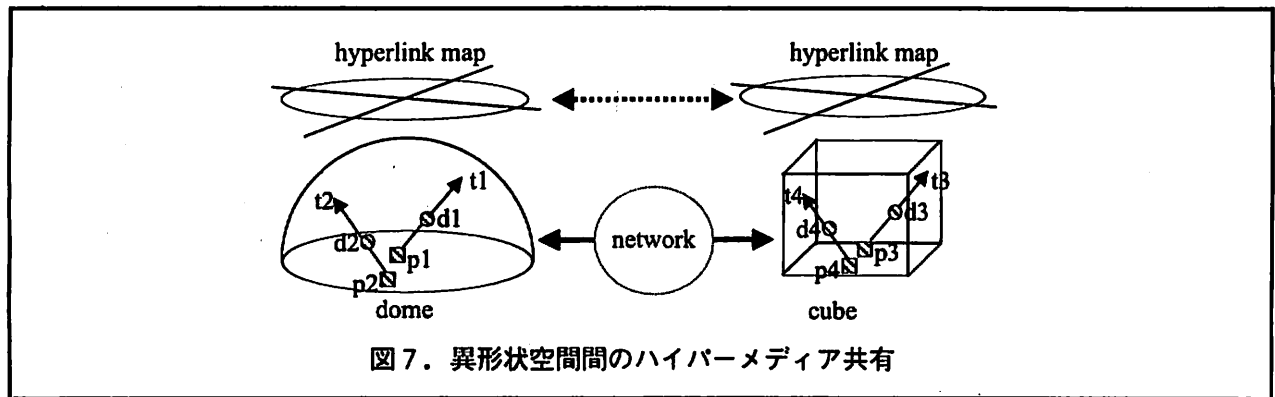 hyperlink map
hyperlink map
t1
t2
d1
d2
p1
p2
dome
network
t3
t4
d3
d4
p3
p4
cube
図7．異形状空間間のハイパーメディア共有